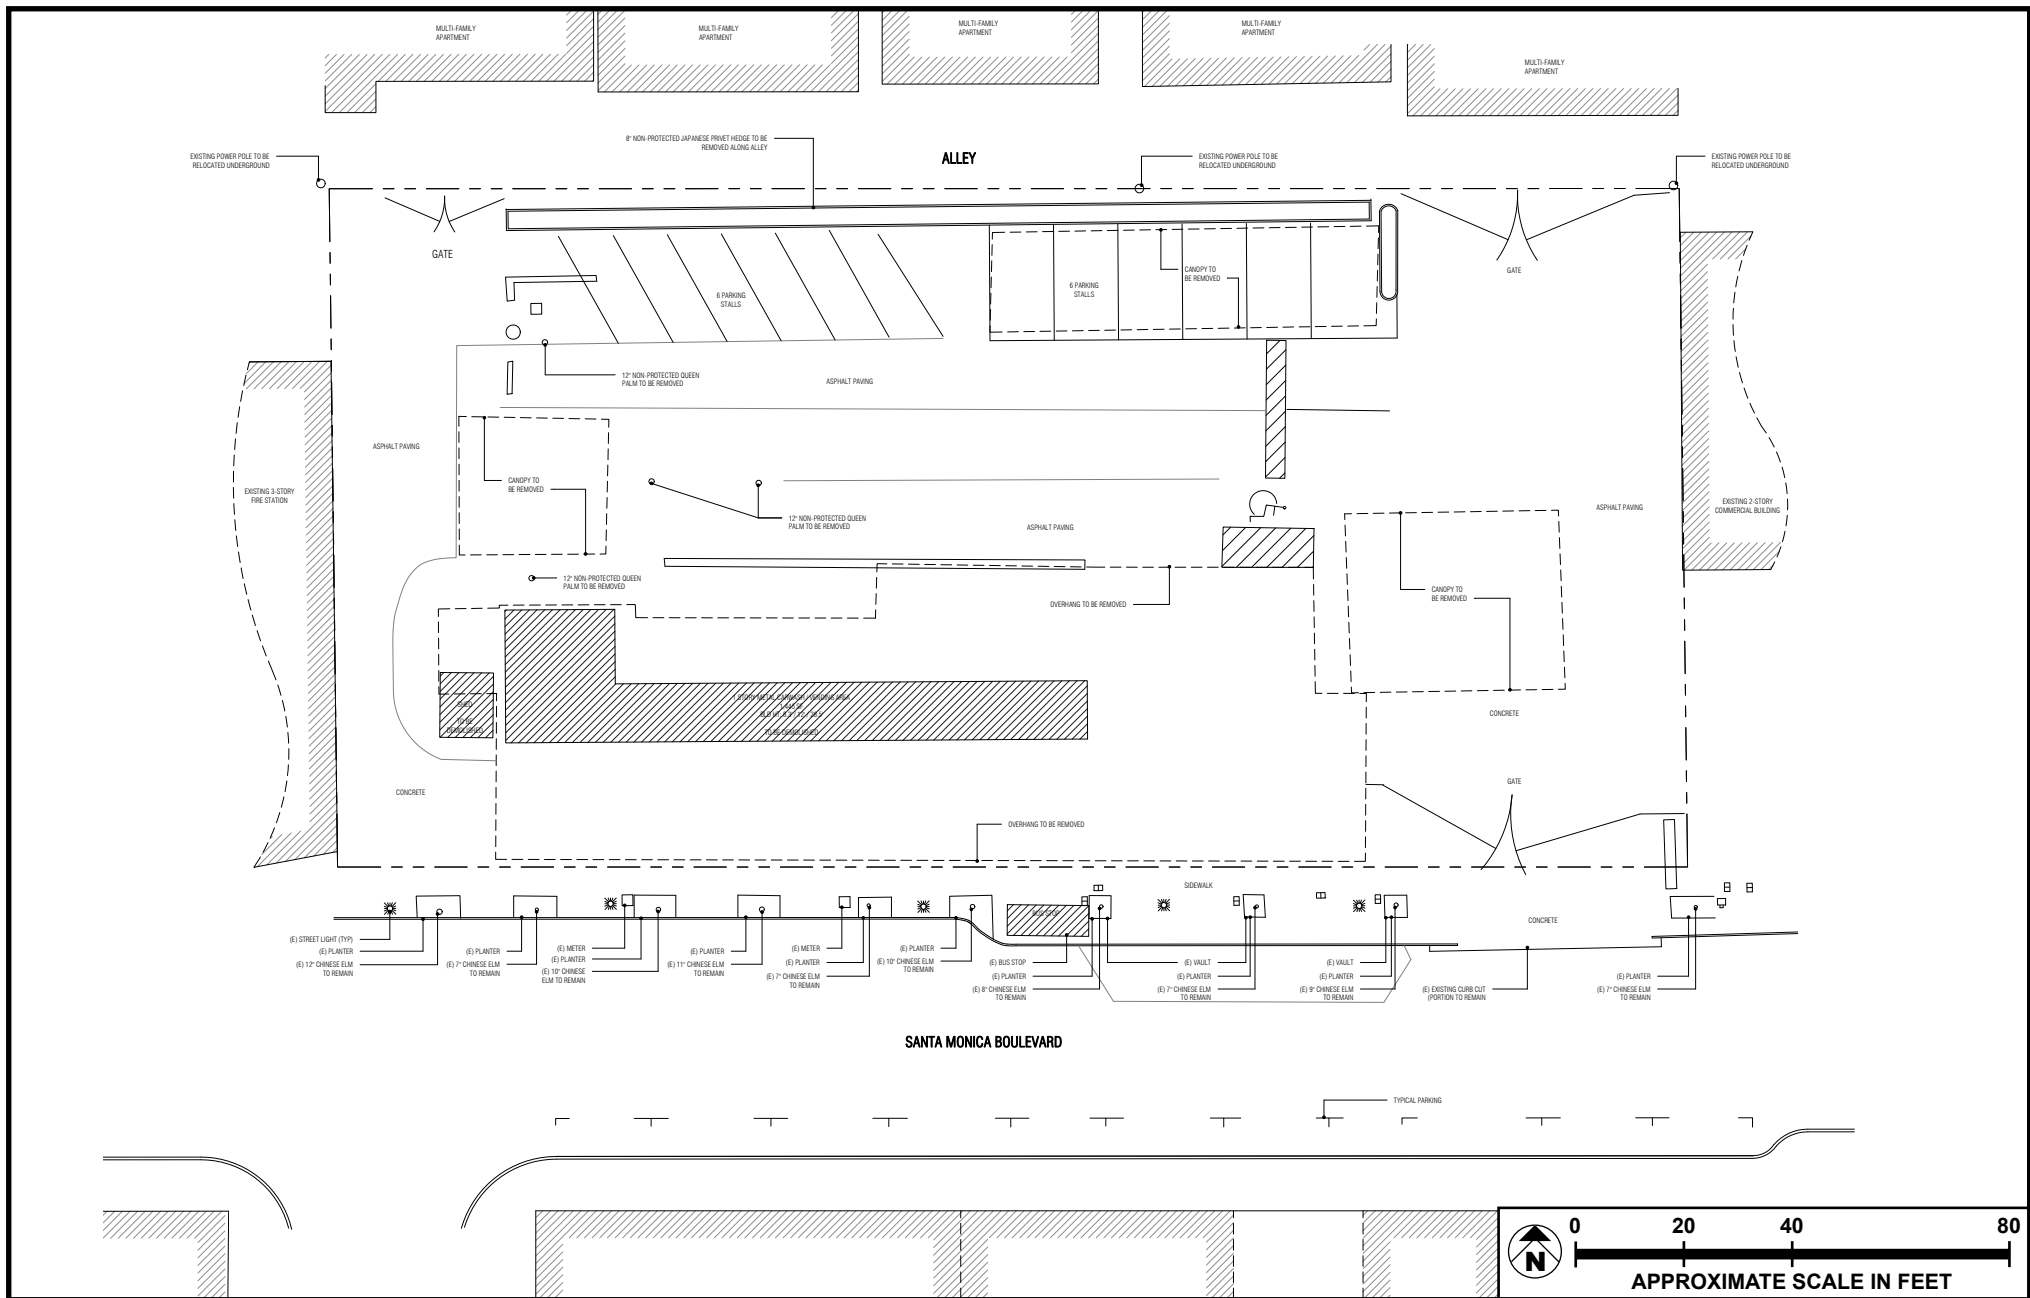 MULTI-FAMILY
APARTMENT
MULTI-FAMILY
APARTMENT
MULTI-FAMILY
APARTMENT
MULTI-FAMILY
APARTMENT
MULTI-FAMILY
APARTMENT
8" NON-PROTECTED JAPANESE PRIVET HEDGE TO BE
REMOVED ALONG ALLEY
ALLEY
EXISTING POWER POLE TO BE
RELOCATED UNDERGROUND
EXISTING POWER POLE TO BE
RELOCATED UNDERGROUND
EXISTING POWER POLE TO BE
RELOCATED UNDERGROUND
GATE
GATE
CANOPY TO
BE REMOVED
6 PARKING
STALLS
6 PARKING
STALLS
12" NON-PROTECTED QUEEN
PALM TO BE REMOVED
ASPHALT PAVING
ASPHALT PAVING
CANOPY TO
BE REMOVED
EXISTING 3-STORY
FIRE STATION
12" NON-PROTECTED QUEEN
PALM TO BE REMOVED
ASPHALT PAVING
ASPHALT PAVING
EXISTING 2-STORY
COMMERCIAL BUILDING
12" NON-PROTECTED QUEEN
PALM TO BE REMOVED
OVERHANG TO BE REMOVED
CANOPY TO
BE REMOVED
SHED
TO BE
DEMOLISHED
1 STORY METAL CARWASH / VENDING AREA
TO BE DEMOLISHED
CONCRETE
GATE
CONCRETE
OVERHANG TO BE REMOVED
SIDEWALK
BUS STOP
CONCRETE
(E) STREET LIGHT (TYP)
(E) PLANTER
(E) 12" CHINESE ELM
TO REMAIN
(E) PLANTER
(E) 7" CHINESE ELM
TO REMAIN
(E) METER
(E) PLANTER
(E) 10" CHINESE
ELM TO REMAIN
(E) PLANTER
(E) 11" CHINESE ELM
TO REMAIN
(E) METER
(E) PLANTER
(E) 7" CHINESE ELM
TO REMAIN
(E) PLANTER
(E) 10" CHINESE ELM
TO REMAIN
(E) BUS STOP
(E) PLANTER
(E) 8" CHINESE ELM
TO REMAIN
(E) VAULT
(E) PLANTER
(E) 7" CHINESE ELM
TO REMAIN
(E) VAULT
(E) PLANTER
(E) 9" CHINESE ELM
TO REMAIN
(E) EXISTING CURB CUT
(PORTION TO REMAIN
(E) PLANTER
(E) 7" CHINESE ELM
TO REMAIN
SANTA MONICA BOULEVARD
TYPICAL PARKING
N
0 20 40 80
APPROXIMATE SCALE IN FEET